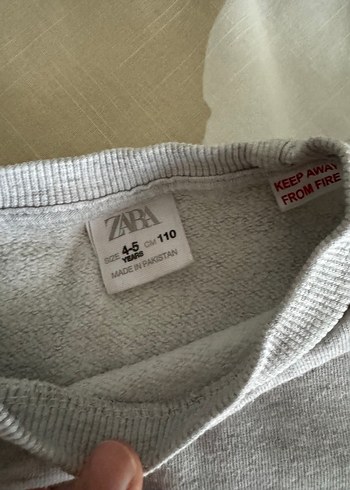 ZARA
SIZE 4-5 YEARS CM 110
MADE IN PAKISTAN
KEEP AWAY
FROM FIRE